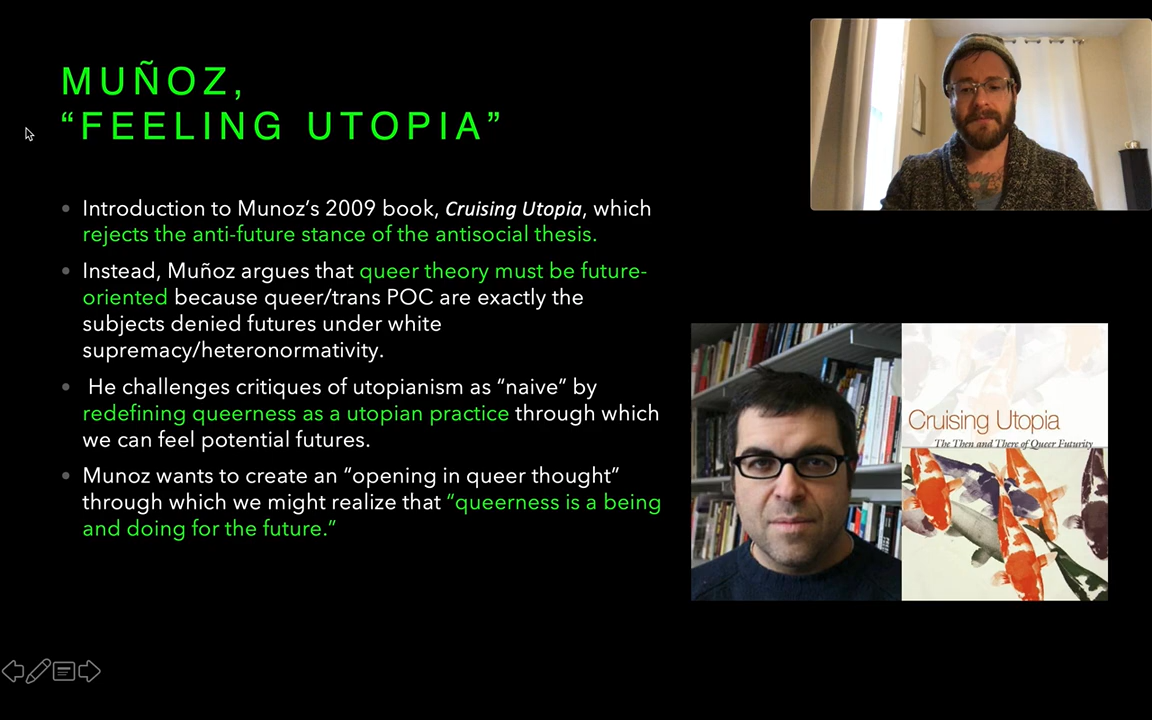 MUÑOZ,
“FEELING UTOPIA”
Introduction to Munoz’s 2009 book, Cruising Utopia, which
rejects the anti-future stance of the antisocial thesis.
Instead, Muñoz argues that queer theory must be future-
oriented because queer/trans POC are exactly the
subjects denied futures under white
supremacy/heteronormativity.
He challenges critiques of utopianism as “naive” by
redefining queerness as a utopian practice through which
we can feel potential futures.
Munoz wants to create an “opening in queer thought”
through which we might realize that “queerness is a being
and doing for the future.”
Cruising Utopia
The Then and There of Queer Futurity